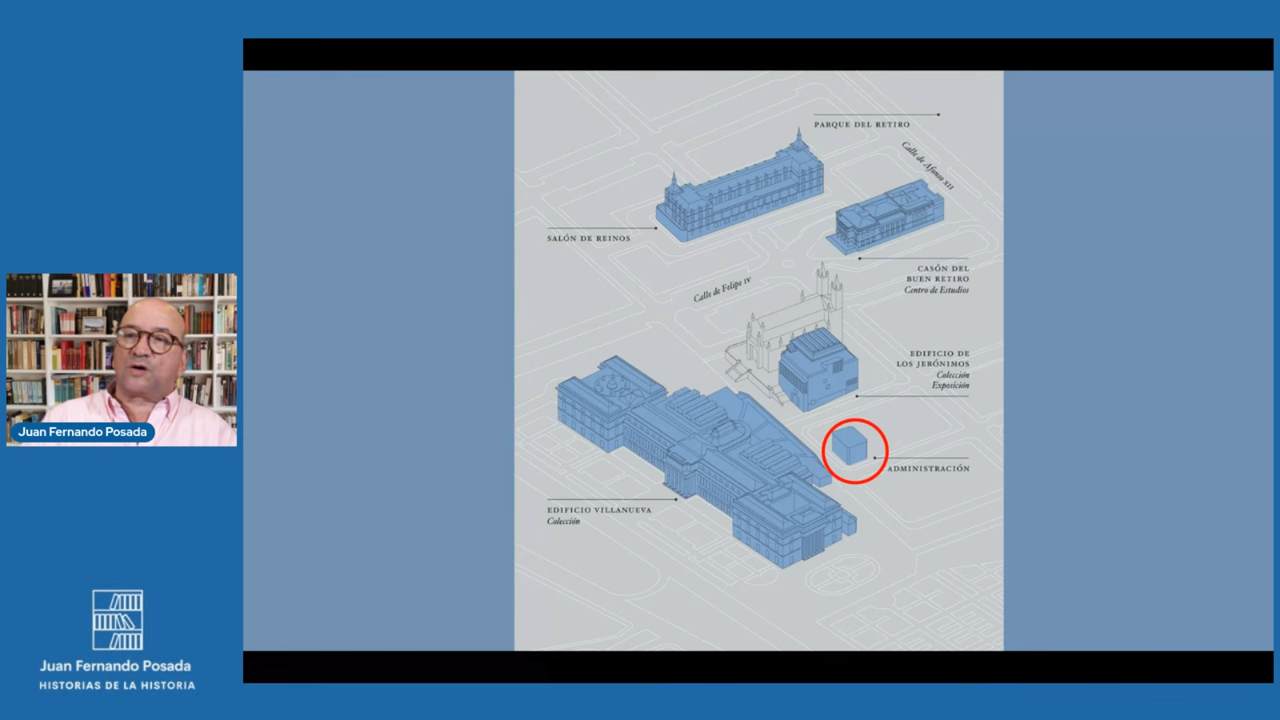 PARQUE DEL RETIRO
Calle de Afonso XII
SALÓN DE REINOS
CASÓN DEL
BUEN RETIRO
Centro de Estudios
Calle de Felipe IV
EDIFICIO DE
LOS JERÓNIMOS
Colección
Exposición
Juan Fernando Posada
ADMINISTRACIÓN
EDIFICIO VILLANUEVA
Colección
Juan Fernando Posada
HISTORIAS DE LA HISTORIA